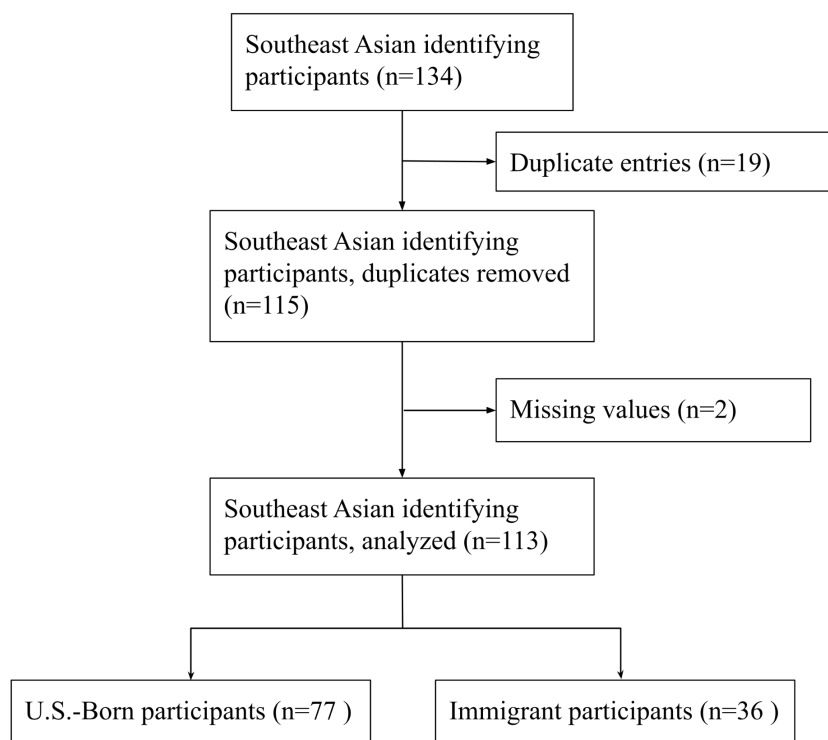 Southeast Asian identifying
participants (n=134)
Duplicate entries (n=19)
Southeast Asian identifying
participants, duplicates removed
(n=115)
Missing values (n=2)
Southeast Asian identifying
participants, analyzed (n=113)
U.S.-Born participants (n=77 )
Immigrant participants (n=36 )